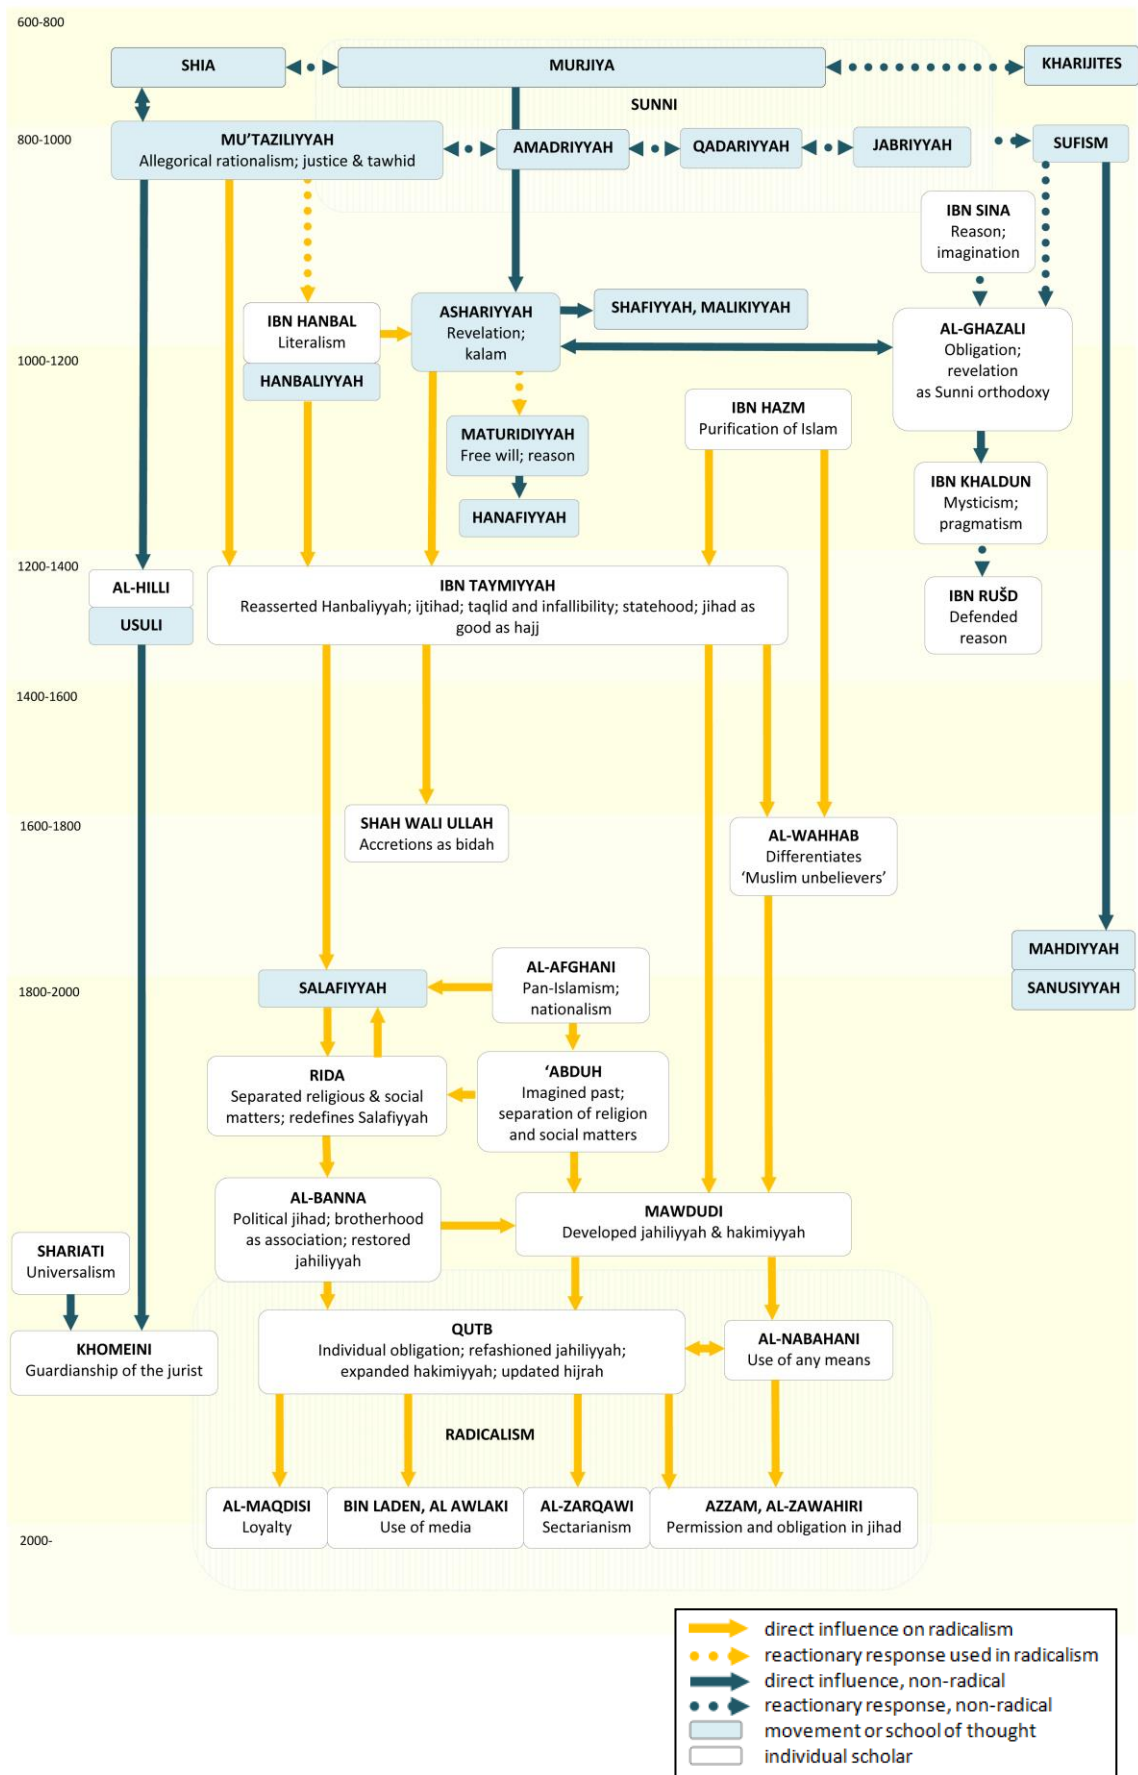 600-800
SHIA
MURJIYA
KHARIJITES
SUNNI
800-1000
MU'TAZILIYYAH
Allegorical rationalism; justice & tawhid
AMADRIYYAH
QADARIYYAH
JABRIYYAH
SUFISM
IBN SINA
Reason;
imagination
IBN HANBAL
Literalism
HANBALIYYAH
ASHARIYYAH
Revelation;
kalam
SHAFIYYAH, MALIKIYYAH
AL-GHAZALI
Obligation;
revelation
as Sunni orthodoxy
1000-1200
MATURIDIYYAH
Free will; reason
HANAFIYYAH
IBN HAZM
Purification of Islam
IBN KHALDUN
Mysticism;
pragmatism
1200-1400
AL-HILLI
USULI
IBN TAYMIYYAH
Reasserted Hanbaliyyah; ijtihad; taqlid and infallibility; statehood; jihad as
good as hajj
IBN RUŠD
Defended
reason
1400-1600
1600-1800
SHAH WALI ULLAH
Accretions as bidah
AL-WAHHAB
Differentiates
‘Muslim unbelievers’
MAHDIYYAH
SANUSIYYAH
1800-2000
SALAFIYYAH
AL-AFGHANI
Pan-Islamism;
nationalism
RIDA
Separated religious & social
matters; redefines Salafiyyah
‘ABDUH
Imagined past;
separation of religion
and social matters
AL-BANNA
Political jihad; brotherhood
as association; restored
jahiliyyah
MAWDUDI
Developed jahiliyyah & hakimiyyah
SHARIATI
Universalism
KHOMEINI
Guardianship of the jurist
QUTB
Individual obligation; refashioned jahiliyyah;
expanded hakimiyyah; updated hijrah
AL-NABAHANI
Use of any means
RADICALISM
AL-MAQDISI
Loyalty
BIN LADEN, AL AWLAKI
Use of media
AL-ZARQAWI
Sectarianism
AZZAM, AL-ZAWAHIRI
Permission and obligation in jihad
2000-
direct influence on radicalism
reactionary response used in radicalism
direct influence, non-radical
reactionary response, non-radical
movement or school of thought
individual scholar